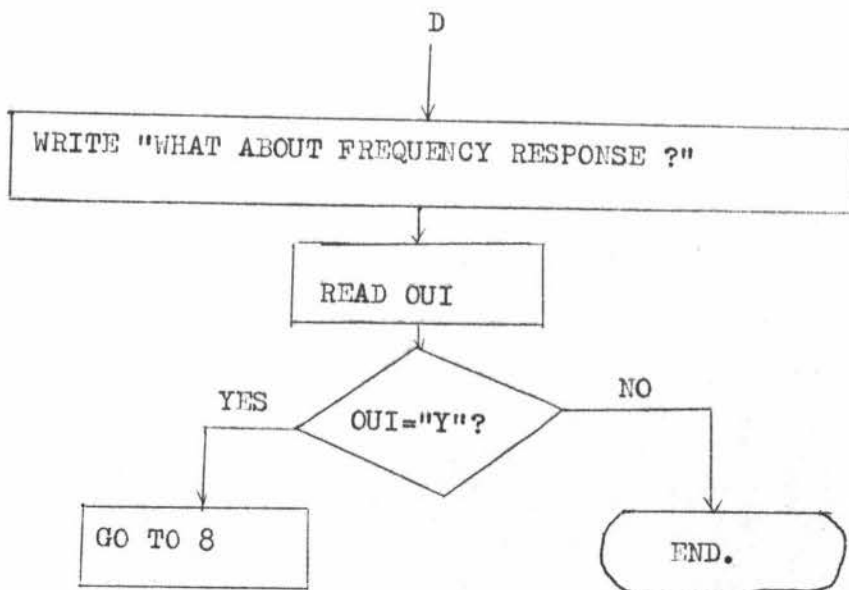 D
WRITE "WHAT ABOUT FREQUENCY RESPONSE ?"
READ OUI
YES
OUI="Y"?
NO
GO TO 8
END.